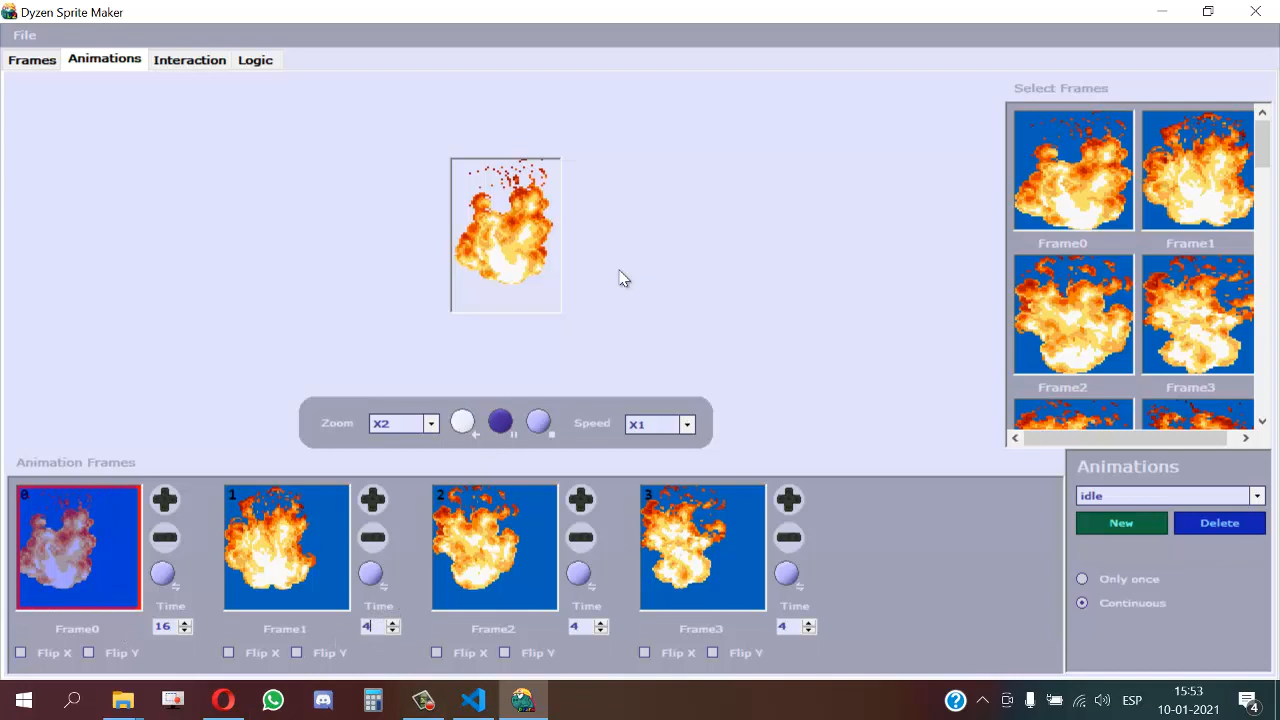 Dyzen Sprite Maker
File
Frames
Animations
Interaction
Logic
Select Frames
Frame0
Frame1
Frame2
Frame3
Zoom
X2
Speed
X1
Animation Frames
0
1
2
3
Time
Time
Time
Time
16
4
4
4
Frame0
Frame1
Frame2
Frame3
Flip X
Flip Y
Flip X
Flip Y
Flip X
Flip Y
Flip X
Flip Y
Animations
idle
New
Delete
Only once
Continuous
ESP
15:53
10-01-2021
4